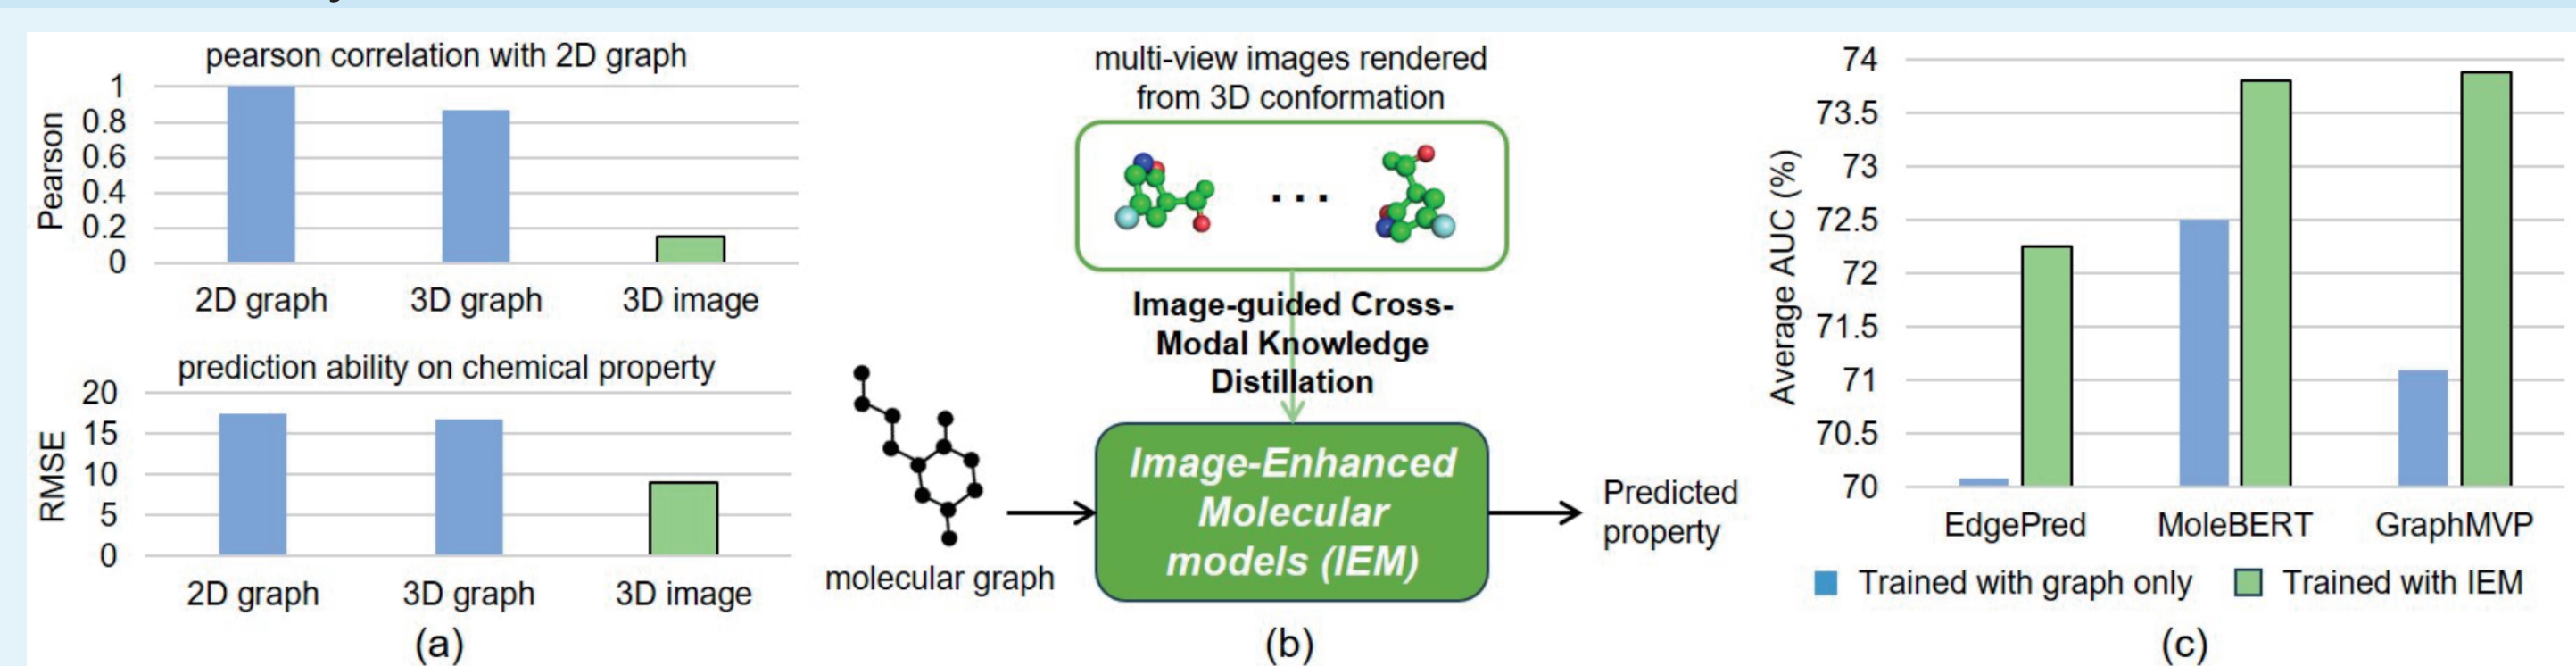 pearson correlation with 2D graph
Pearson
1
0.8
0.6
0.4
0.2
0
2D graph 3D graph 3D image
prediction ability on chemical property
RMSE
20
15
10
5
0
2D graph 3D graph 3D image
(a)
multi-view images rendered
from 3D conformation
...
Image-guided Cross-
Modal Knowledge
Distillation
molecular graph
Image-Enhanced
Molecular
models (IEM)
Predicted
property
(b)
Average AUC (%)
74
73.5
73
72.5
72
71.5
71
70.5
70
EdgePred MoleBERT GraphMVP
Trained with graph only Trained with IEM
(c)